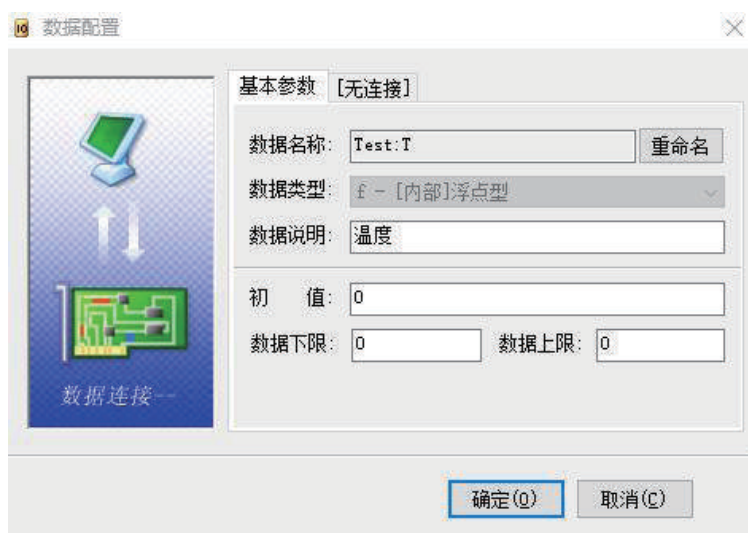 数据配置
基本参数 [无连接]
数据名称: Test:T 重命名
数据类型: f - [内部]浮点型
数据说明: 温度
初 值: 0
数据下限: 0 数据上限: 0
数据连接--
确定(O) 取消(C)